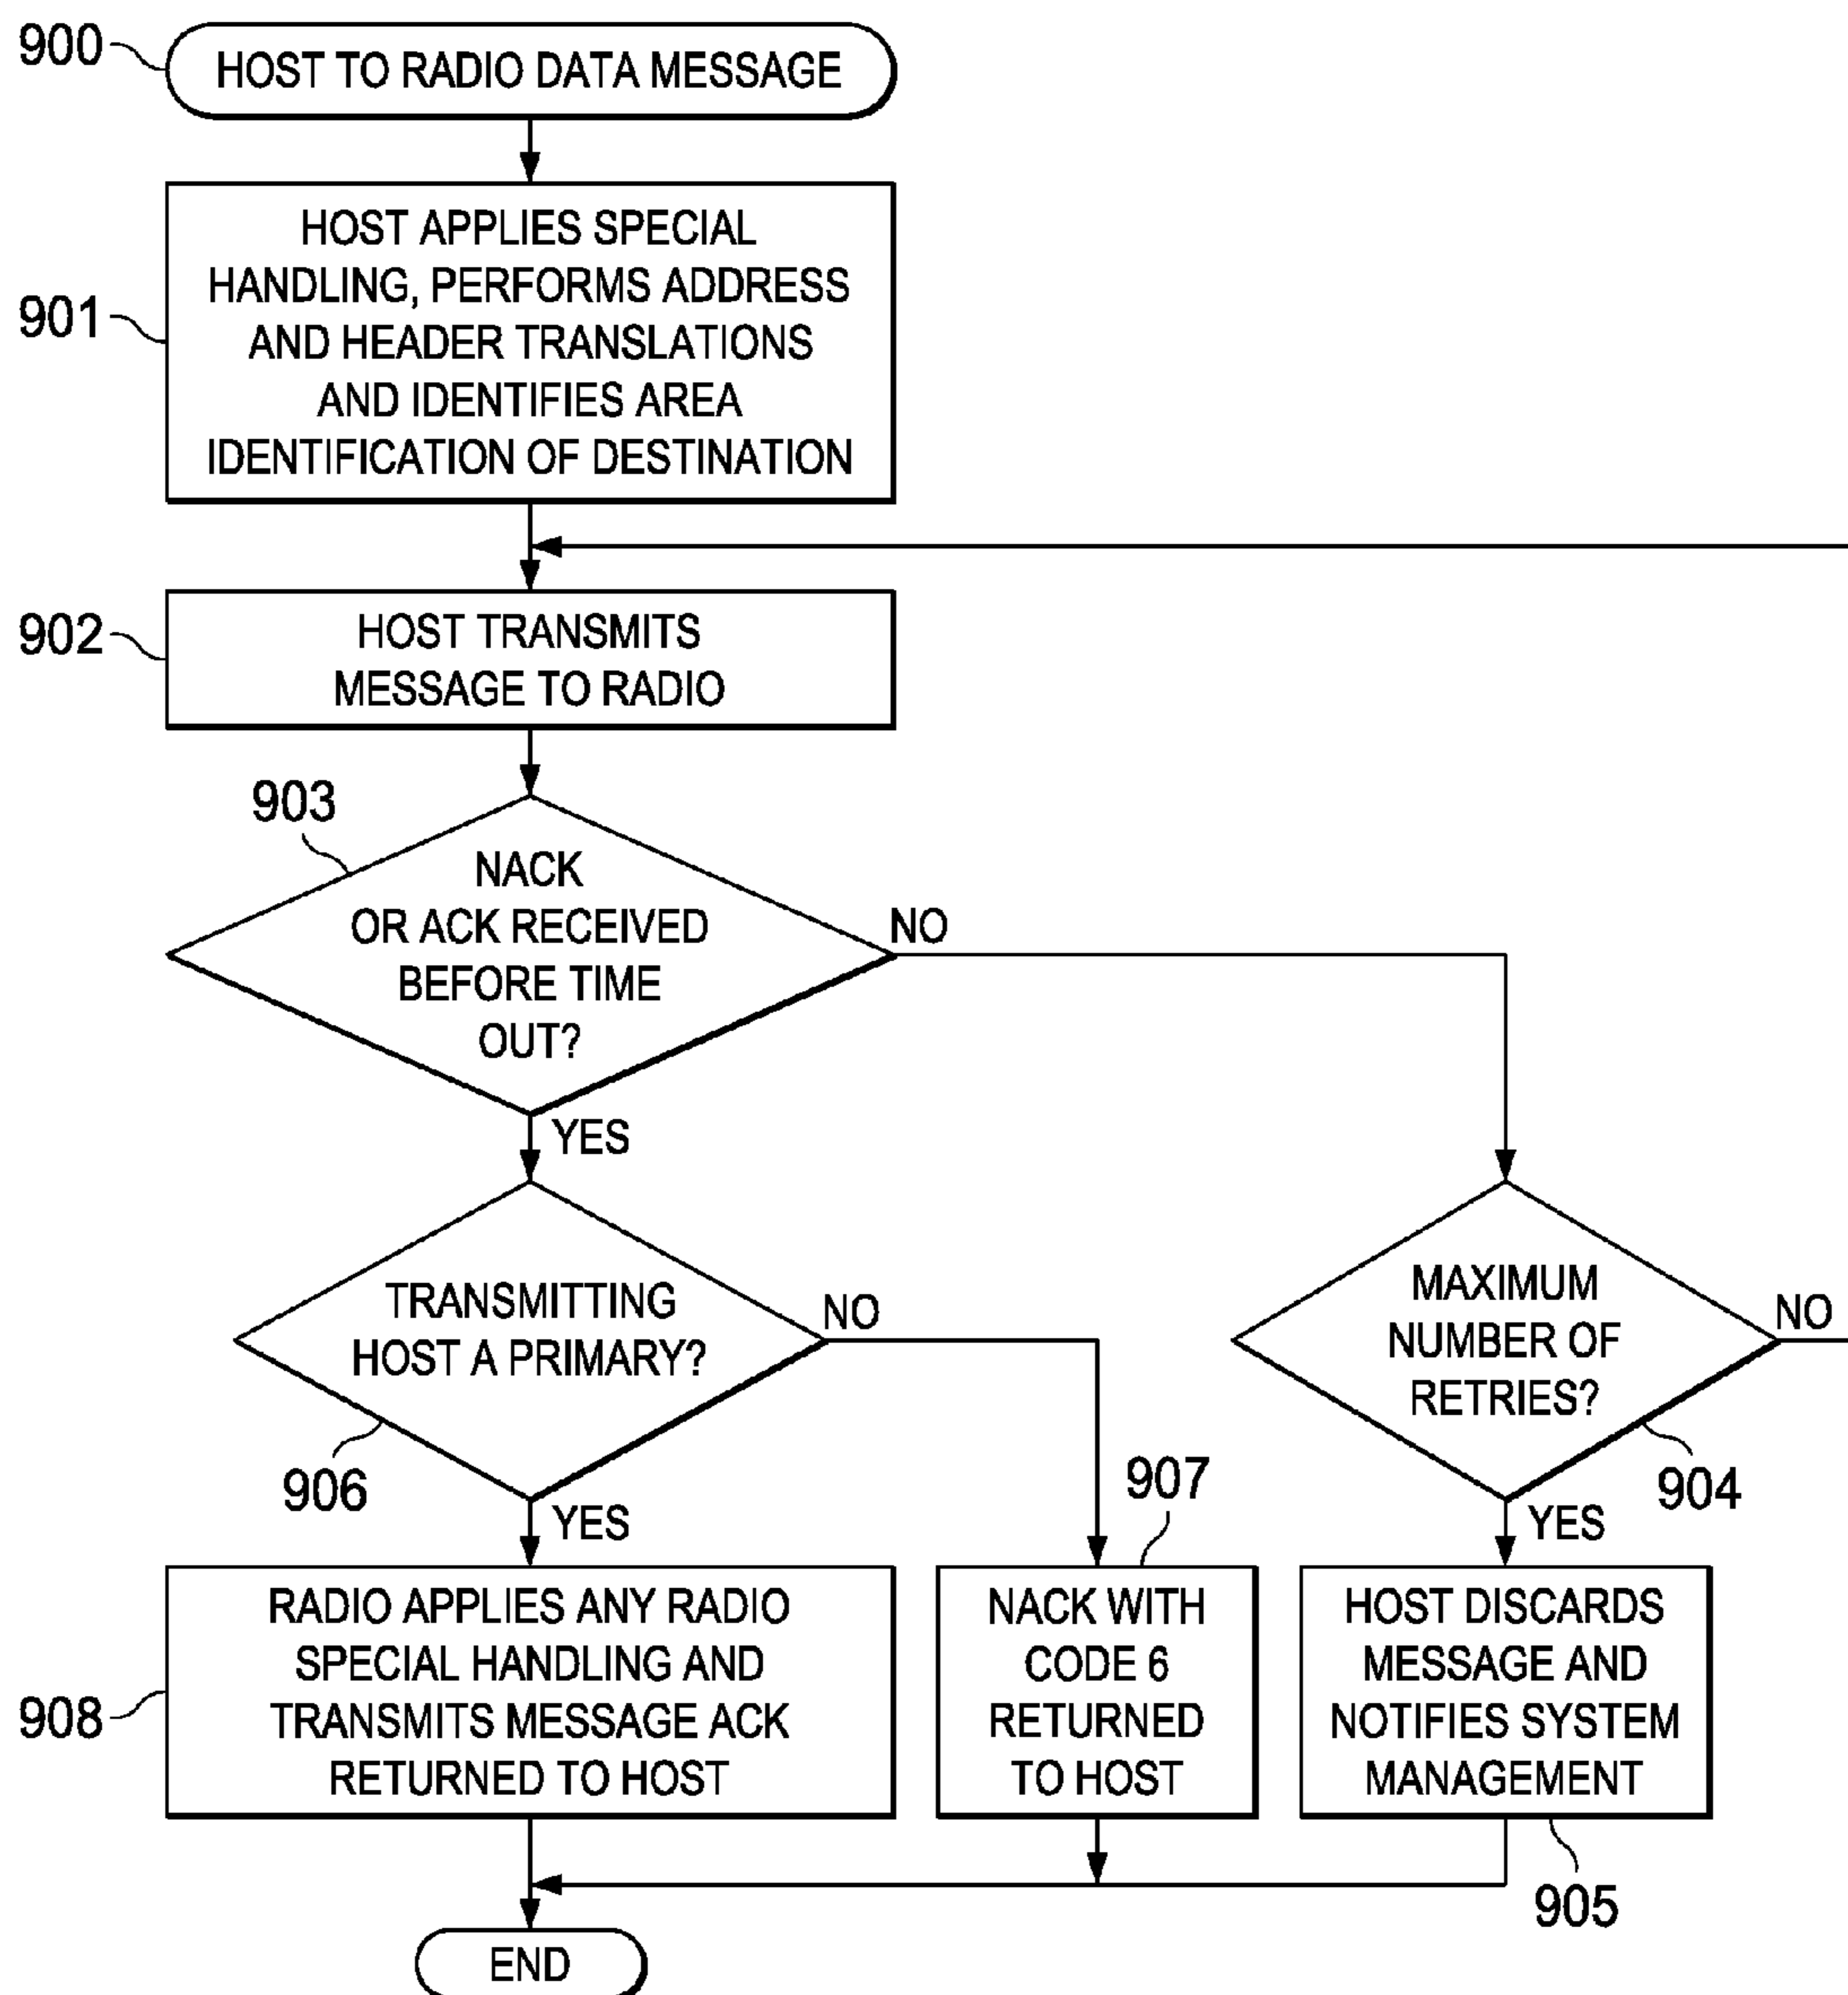 900
HOST TO RADIO DATA MESSAGE
901
HOST APPLIES SPECIAL
HANDLING, PERFORMS ADDRESS
AND HEADER TRANSLATIONS
AND IDENTIFIES AREA
IDENTIFICATION OF DESTINATION
902
HOST TRANSMITS
MESSAGE TO RADIO
903
NACK
OR ACK RECEIVED
BEFORE TIME
OUT?
NO
YES
TRANSMITTING
HOST A PRIMARY?
NO
906
YES
MAXIMUM
NUMBER OF
RETRIES?
NO
904
YES
908
RADIO APPLIES ANY RADIO
SPECIAL HANDLING AND
TRANSMITS MESSAGE ACK
RETURNED TO HOST
907
NACK WITH
CODE 6
RETURNED
TO HOST
HOST DISCARDS
MESSAGE AND
NOTIFIES SYSTEM
MANAGEMENT
905
END